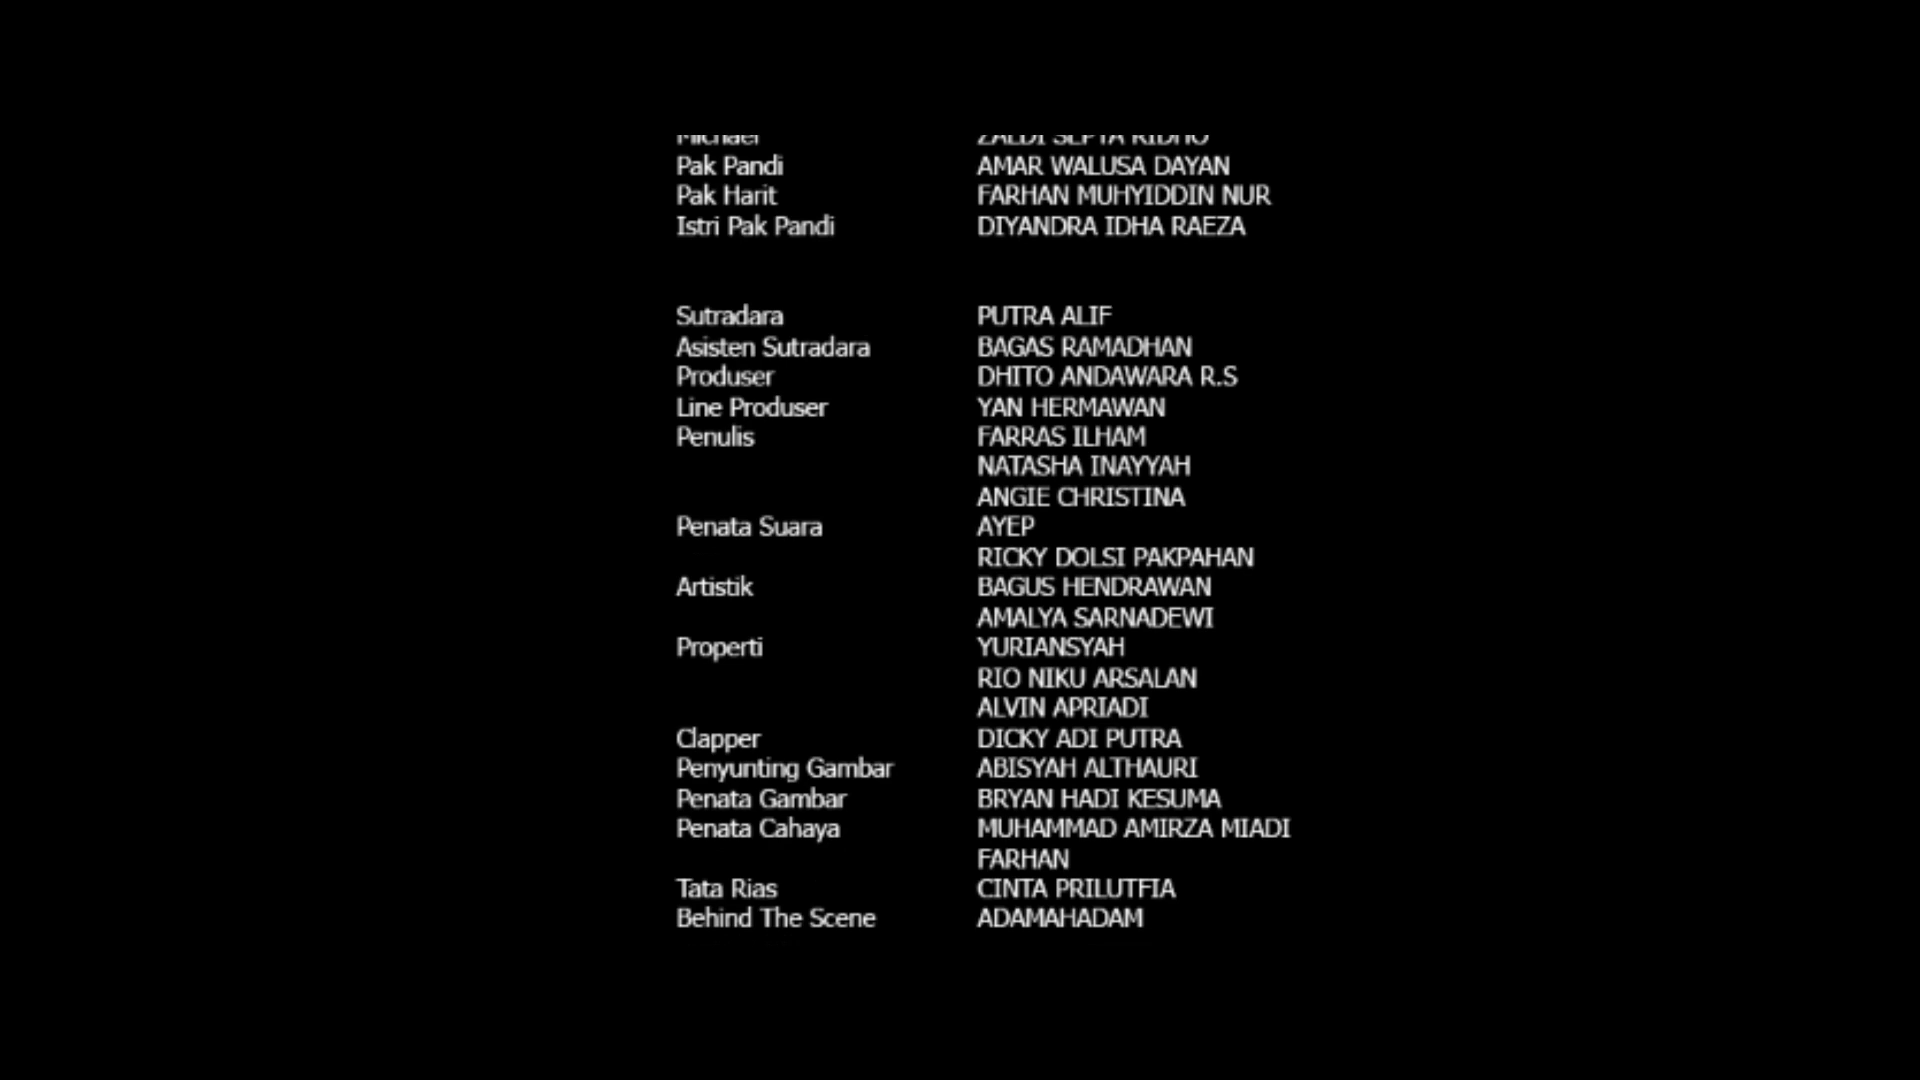 Michael ZALDI SEPTA RIDHO
Pak Pandi AMAR WALUSA DAYAN
Pak Harit FARHAN MUHYIDDIN NUR
Istri Pak Pandi DIYANDRA IDHA RAEZA
Sutradara PUTRA ALIF
Asisten Sutradara BAGAS RAMADHAN
Produser DHITO ANDAWARA R.S
Line Produser YAN HERMAWAN
Penulis FARRAS ILHAM
NATASHA INAYYAH
ANGIE CHRISTINA
Penata Suara AYEP
RICKY DOLSI PAKPAHAN
Artistik BAGUS HENDRAWAN
AMALYA SARNADEWI
Properti YURIANSYAH
RIO NIKU ARSALAN
ALVIN APRIADI
Clapper DICKY ADI PUTRA
Penyunting Gambar ABISYAH ALTHAURI
Penata Gambar BRYAN HADI KESUMA
Penata Cahaya MUHAMMAD AMIRZA MIADI
FARHAN
Tata Rias CINTA PRILUTFIA
Behind The Scene ADAMAHADAM